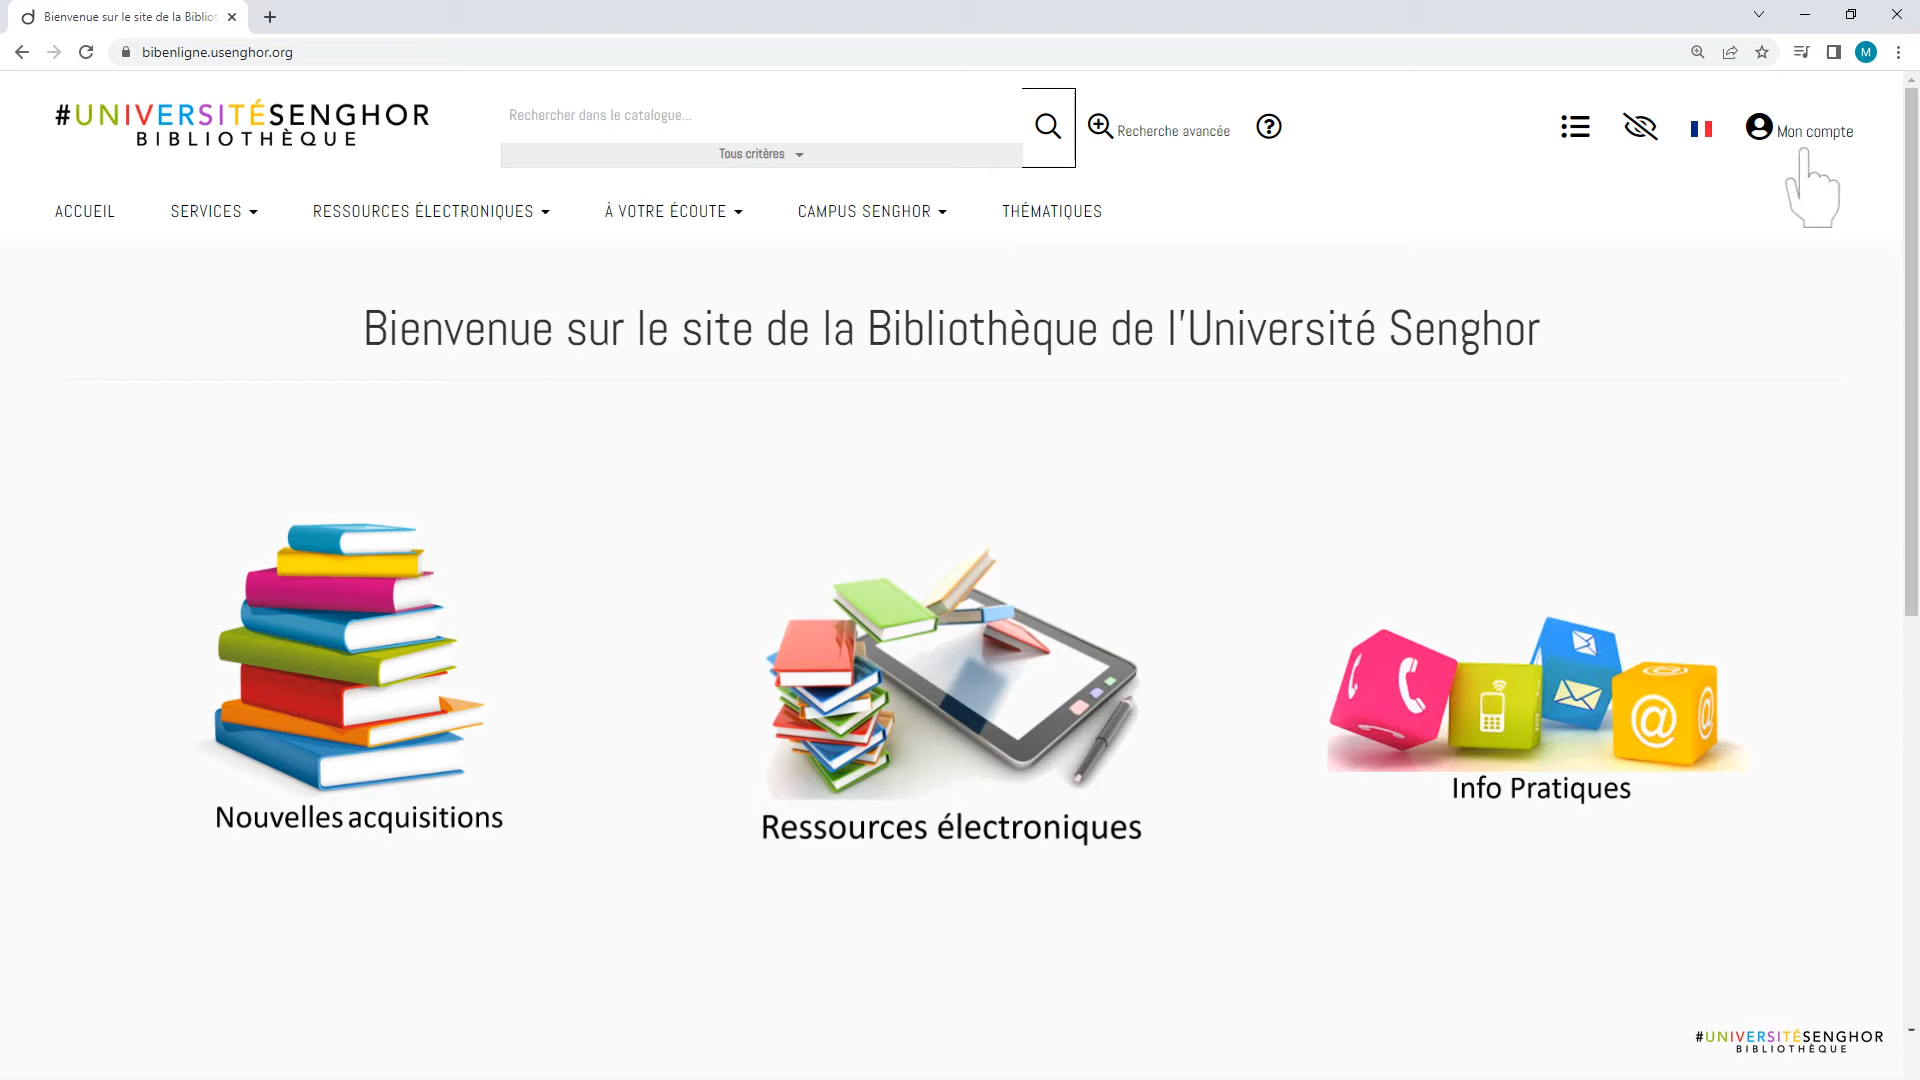 Bienvenue sur le site de la Bibliot
bibenligne.usenghor.org
M
#UNIVERSITÉSENGHOR
BIBLIOTHÈQUE
Rechercher dans le catalogue...
Tous critères
Recherche avancée
Mon compte
ACCUEIL SERVICES RESSOURCES ÉLECTRONIQUES À VOTRE ÉCOUTE CAMPUS SENGHOR THÉMATIQUES
Bienvenue sur le site de la Bibliothèque de l'Université Senghor
@ @
Nouvelles acquisitions
Ressources électroniques
Info Pratiques
#UNIVERSITÉSENGHOR
BIBLIOTHÈQUE